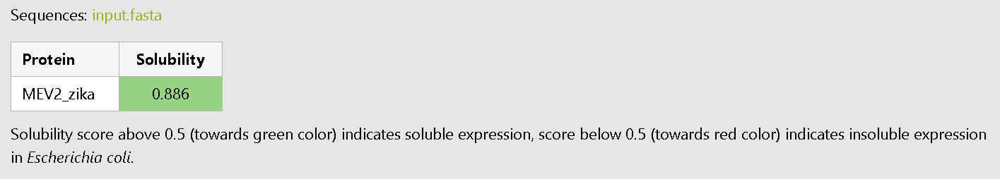 Sequences: input.fasta
Protein Solubility
MEV2_zika 0.886
Solubility score above 0.5 (towards green color) indicates soluble expression, score below 0.5 (towards red color) indicates insoluble expression
in Escherichia coli.